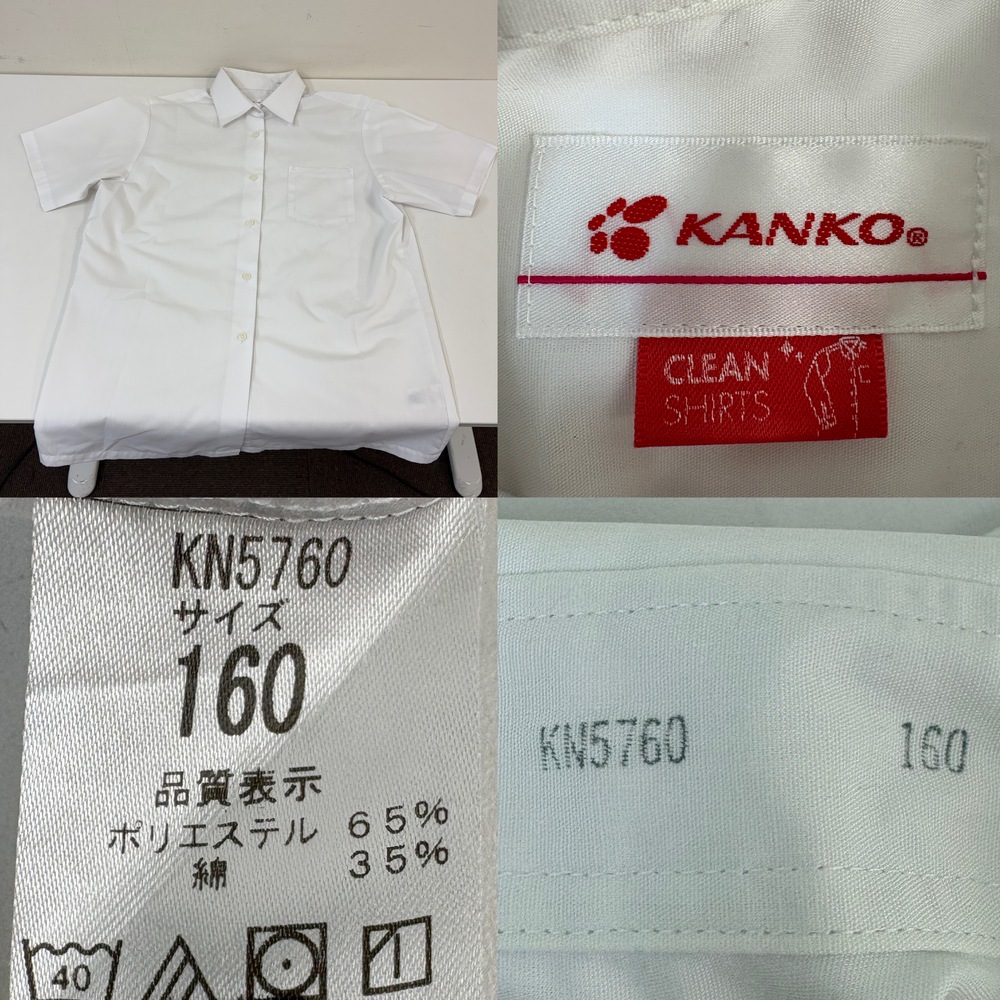 KANKO®
CLEAN
SHIRTS
KN5760
サイズ
160
品質表示
ポリエステル 65%
綿 35%
40
KN5760 160